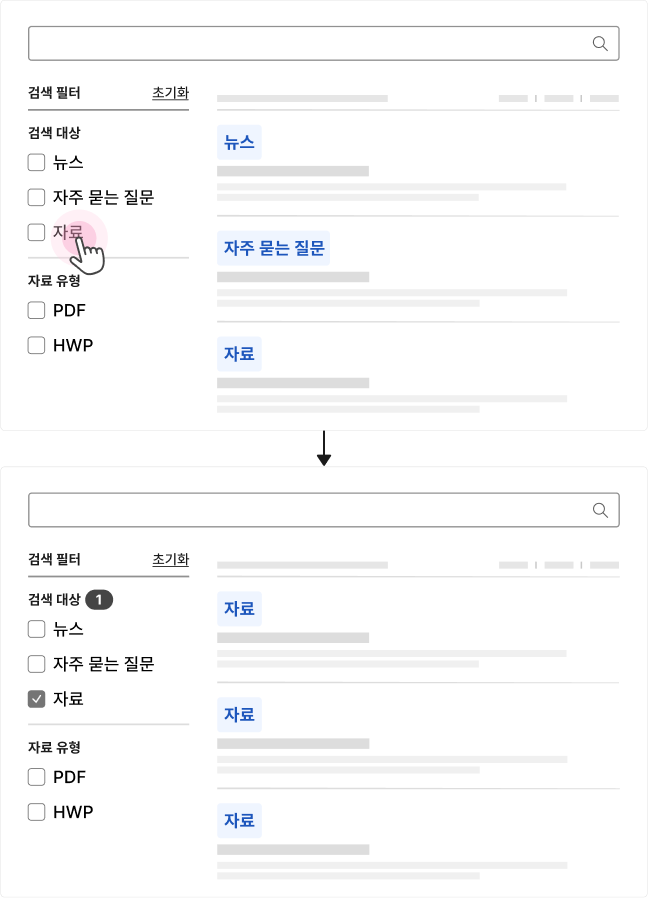 검색 필터 초기화
검색 대상
뉴스
자주 묻는 질문
자료
자료 유형
PDF
HWP
뉴스
자주 묻는 질문
자료
검색 필터 초기화
검색 대상 1
뉴스
자주 묻는 질문
자료
자료 유형
PDF
HWP
자료
자료
자료